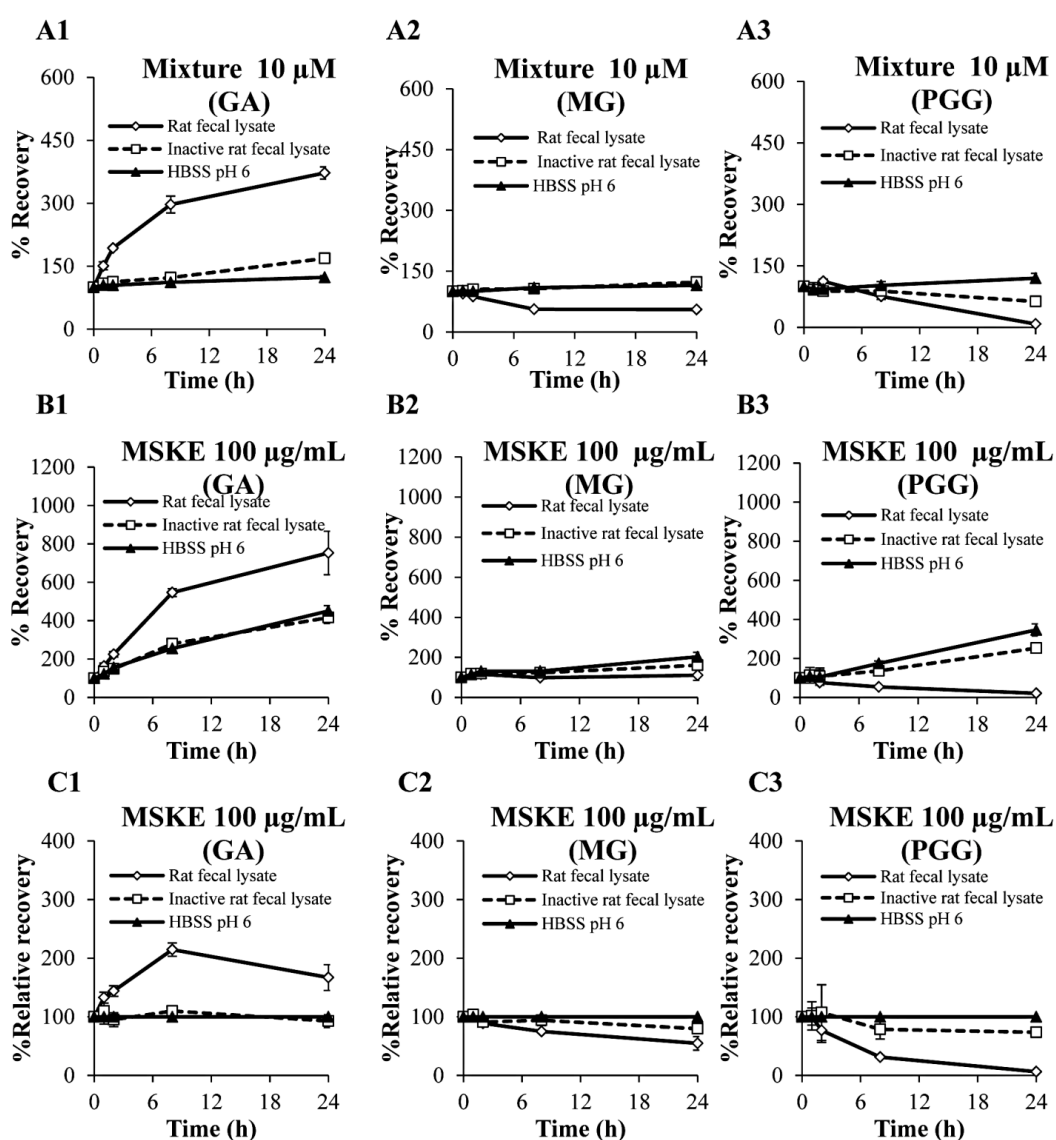 A1
Mixture 10 µM
(GA)
% Recovery
600
450
300
150
0
Rat fecal lysate
Inactive rat fecal lysate
HBSS pH 6
0 6 12 18 24
Time (h)
A2
Mixture 10 µM
(MG)
% Recovery
600
450
300
150
0
Rat fecal lysate
Inactive rat fecal lysate
HBSS pH 6
0 6 12 18 24
Time (h)
A3
Mixture 10 µM
(PGG)
% Recovery
600
450
300
150
0
Rat fecal lysate
Inactive rat fecal lysate
HBSS pH 6
0 6 12 18 24
Time (h)
B1
MSKE 100 µg/mL
(GA)
% Recovery
1200
1000
800
600
400
200
0
Rat fecal lysate
Inactive rat fecal lysate
HBSS pH 6
0 6 12 18 24
Time (h)
B2
MSKE 100 µg/mL
(MG)
% Recovery
1200
1000
800
600
400
200
0
Rat fecal lysate
Inactive rat fecal lysate
HBSS pH 6
0 6 12 18 24
Time (h)
B3
MSKE 100 µg/mL
(PGG)
% Recovery
1200
1000
800
600
400
200
0
Rat fecal lysate
Inactive rat fecal lysate
HBSS pH 6
0 6 12 18 24
Time (h)
C1
MSKE 100 µg/mL
(GA)
%Relative recovery
400
300
200
100
0
Rat fecal lysate
Inactive rat fecal lysate
HBSS pH 6
0 6 12 18 24
Time (h)
C2
MSKE 100 µg/mL
(MG)
%Relative recovery
400
300
200
100
0
Rat fecal lysate
Inactive rat fecal lysate
HBSS pH 6
0 6 12 18 24
Time (h)
C3
MSKE 100 µg/mL
(PGG)
%Relative recovery
400
300
200
100
0
Rat fecal lysate
Inactive rat fecal lysate
HBSS pH 6
0 6 12 18 24
Time (h)